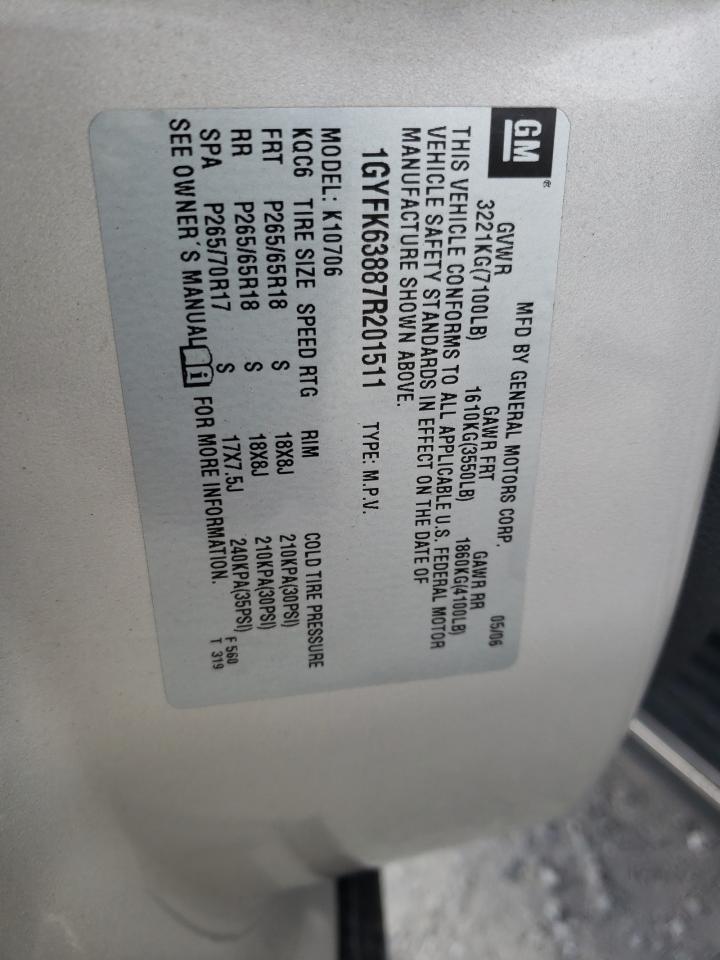 GM ®
MFD BY GENERAL MOTORS CORP. 05/06
GVWR GAWR FRT GAWR RR
3221KG(7100LB) 1610KG(3550LB) 1860KG(4100LB)
THIS VEHICLE CONFORMS TO ALL APPLICABLE U.S. FEDERAL MOTOR
VEHICLE SAFETY STANDARDS IN EFFECT ON THE DATE OF
MANUFACTURE SHOWN ABOVE.
1GYFK63887R201511 TYPE: M.P.V.
MODEL: K10706
KQC6 TIRE SIZE SPEED RTG RIM COLD TIRE PRESSURE
FRT P265/65R18 S 18X8J 210KPA(30PSI)
RR P265/65R18 S 18X8J 210KPA(30PSI)
SPA P265/70R17 S 17X7.5J 240KPA(35PSI)
SEE OWNER'S MANUAL i FOR MORE INFORMATION.
F 560
T 319